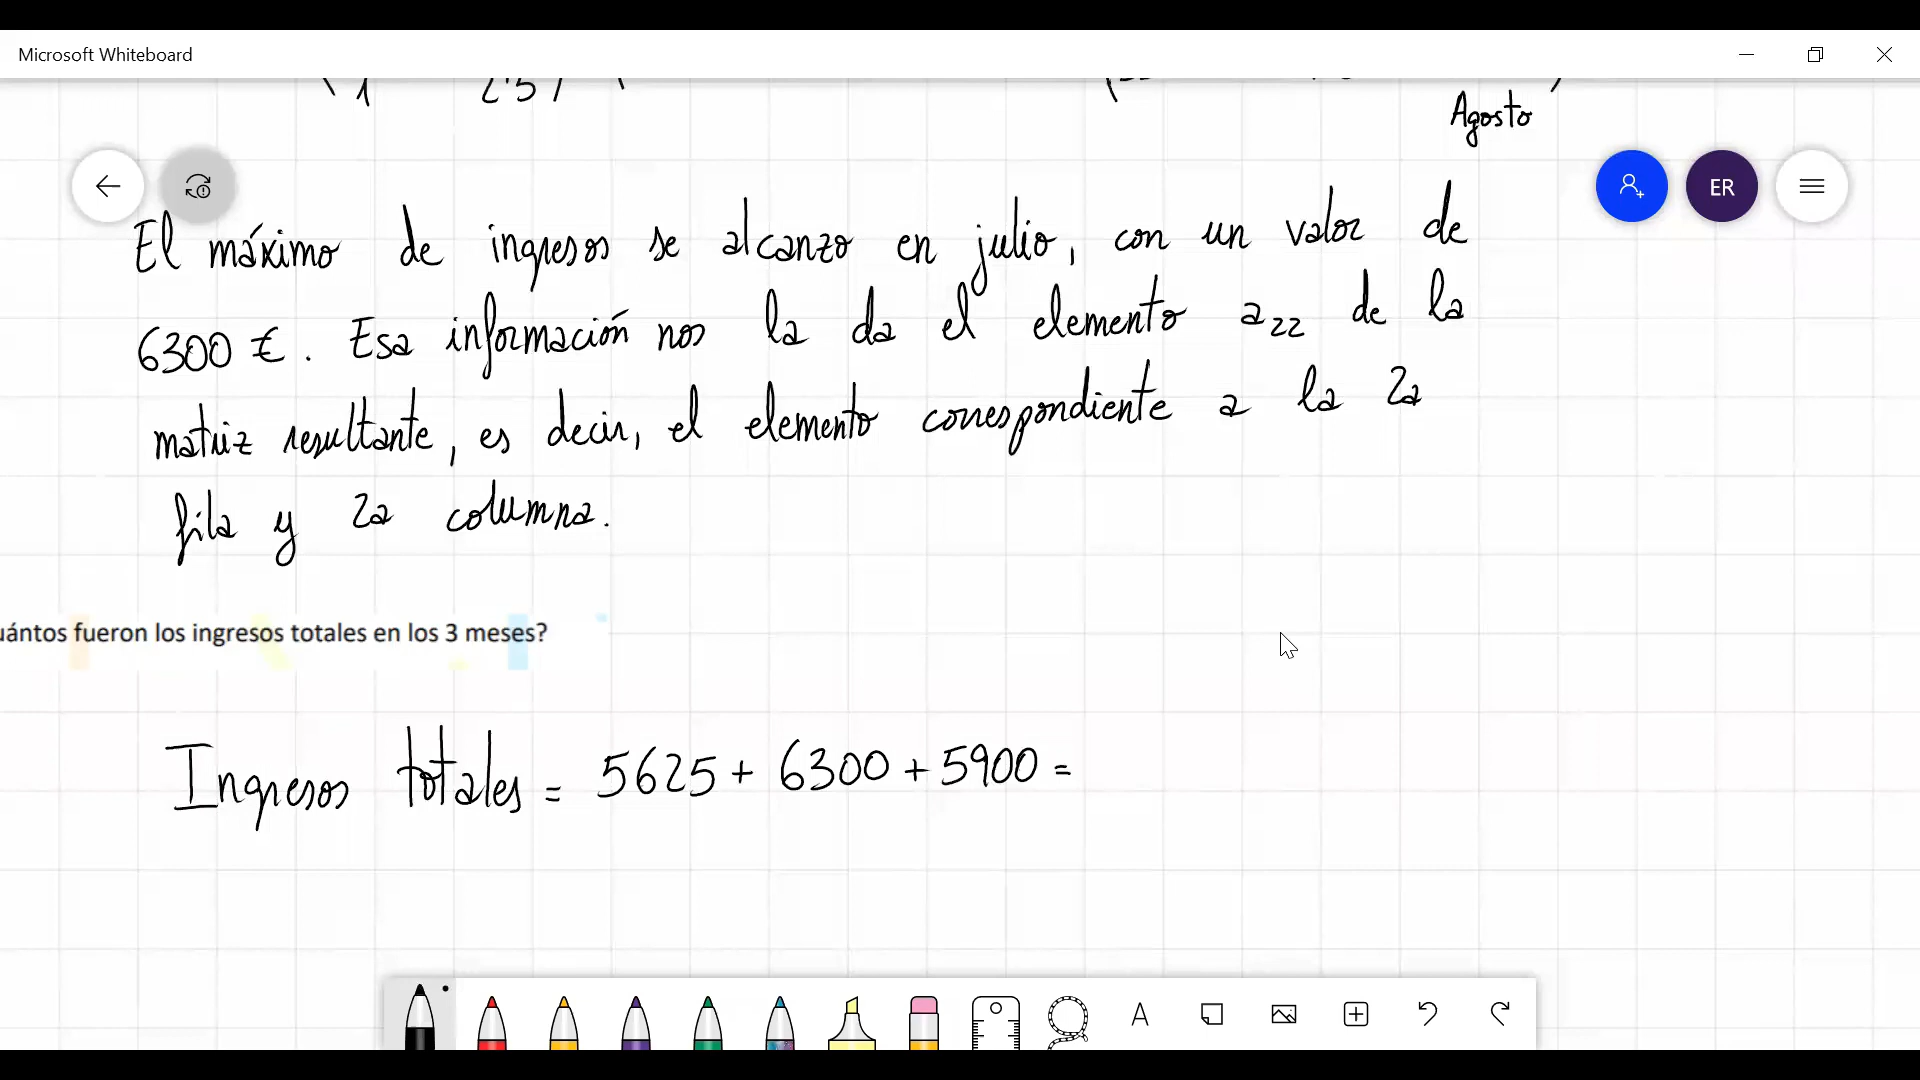 Microsoft Whiteboard
Agosto
ER
El máximo de ingresos se alcanzo en julio, con un valor de
6300 €. Esa información nos la da el elemento a22 de la
matriz resultante, es decir, el elemento correspondiente a la 2a
fila y 2a columna.
uántos fueron los ingresos totales en los 3 meses?
Ingresos totales = 5625 + 6300 + 5900 =